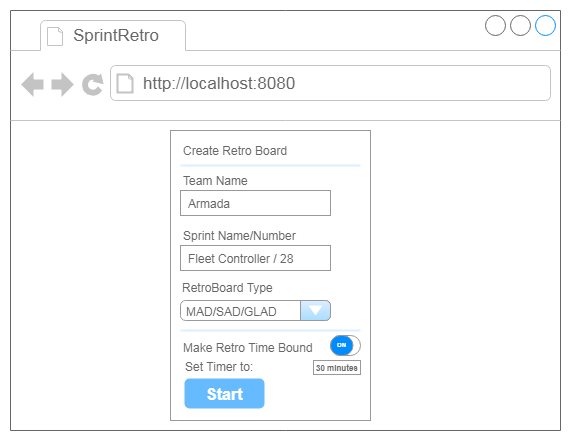 SprintRetro
http://localhost:8080
Create Retro Board
Team Name
Armada
Sprint Name/Number
Fleet Controller / 28
RetroBoard Type
MAD/SAD/GLAD
Make Retro Time Bound ON
Set Timer to: 30 minutes
Start